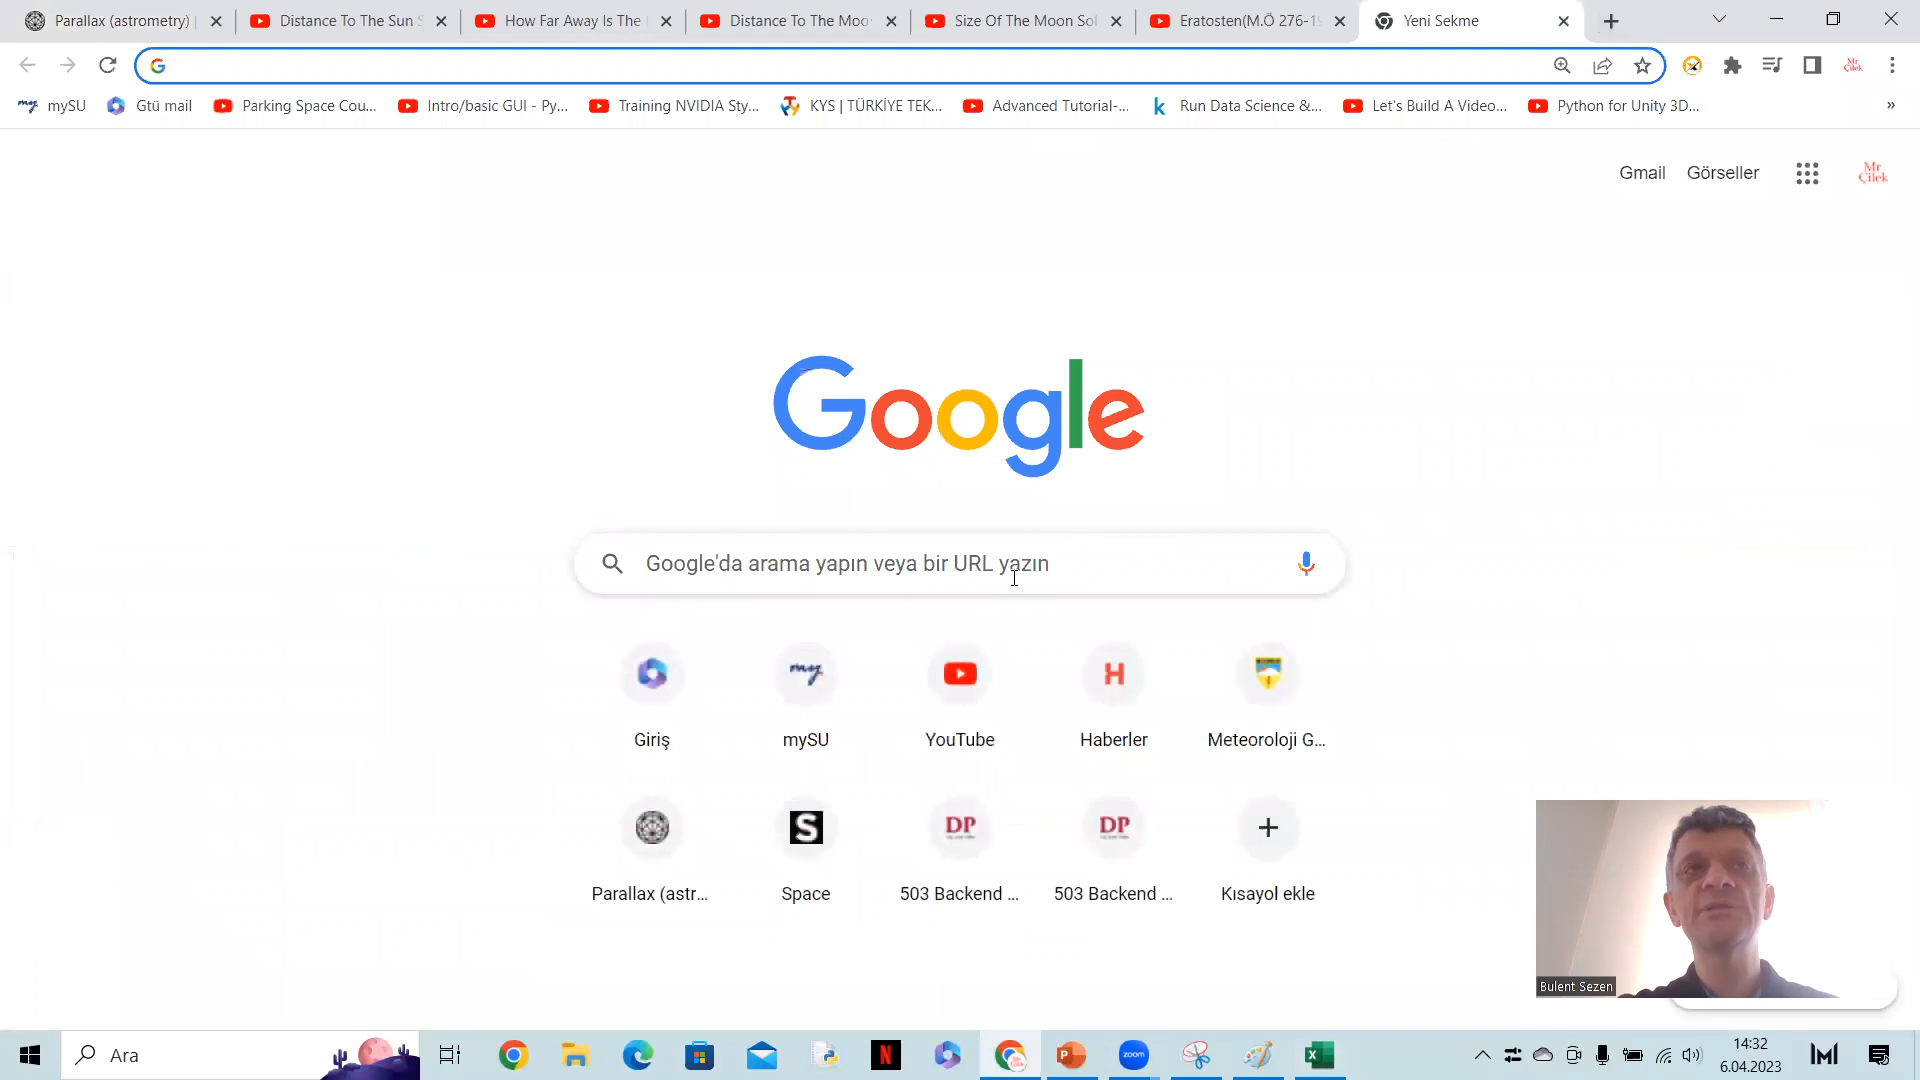 Parallax (astrometry)
Distance To The Sun S
How Far Away Is The
Distance To The Moo
Size Of The Moon Sol
Eratosten(M.Ö 276-19
Yeni Sekme
mySU
Gtü mail
Parking Space Cou...
Intro/basic GUI - Py...
Training NVIDIA Sty...
KYS | TÜRKİYE TEK...
Advanced Tutorial-...
Run Data Science &...
Let's Build A Video...
Python for Unity 3D...
»
Gmail Görseller
Mr
Çilek
Google
Google'da arama yapın veya bir URL yazın
Giriş
mySU
YouTube
Haberler
Meteoroloji G...
Parallax (astr...
Space
503 Backend ...
503 Backend ...
Kısayol ekle
Bulent Sezen
Ara
14:32
6.04.2023